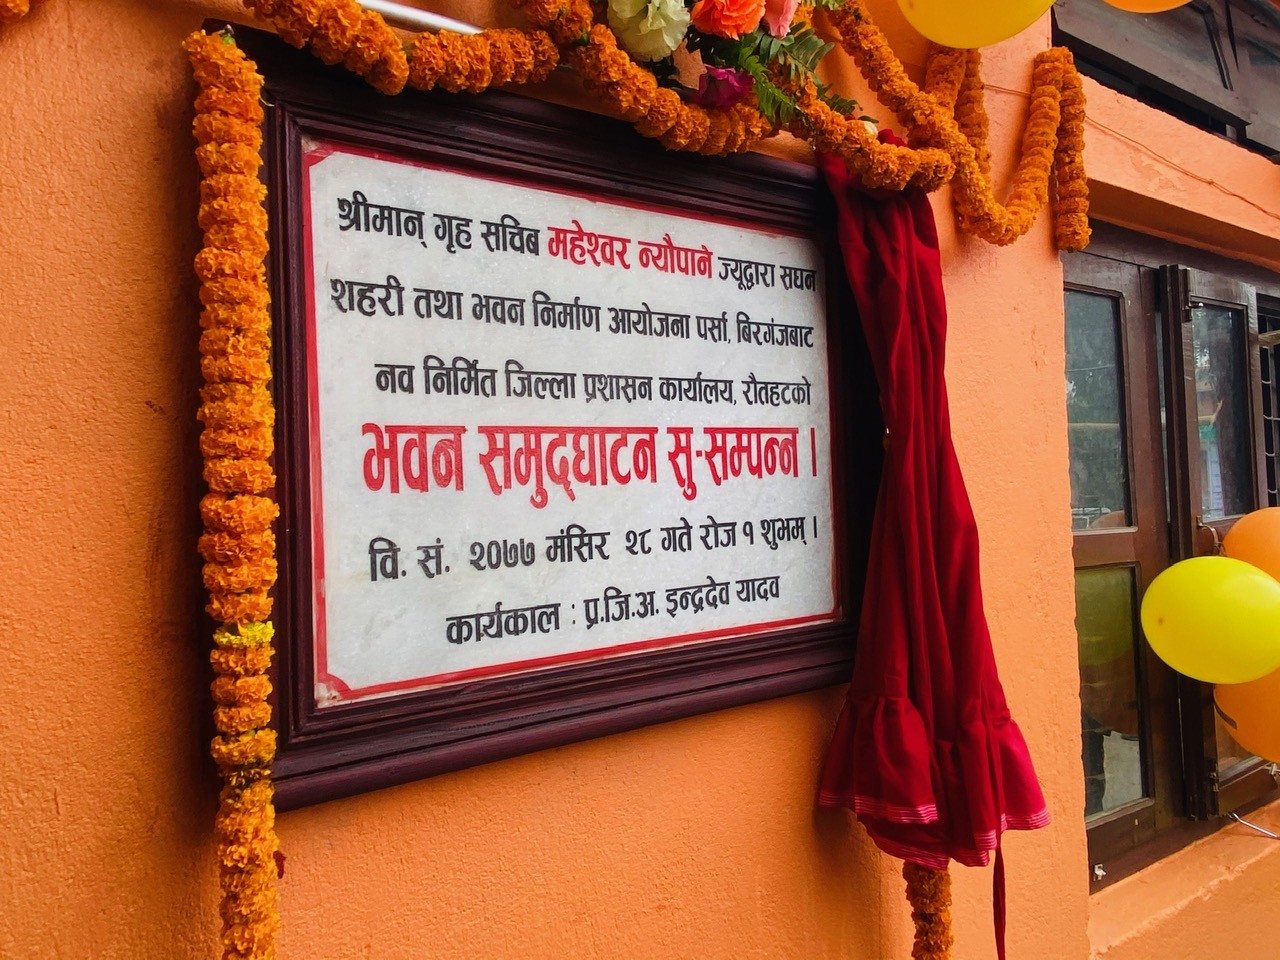 श्रीमान् गृह सचिब महेश्वर न्यौपाने ज्यूद्वारा सघन
शहरी तथा भवन निर्माण आयोजना पर्सा, बिरगंजबाट
नव निर्मित जिल्ला प्रशासन कार्यालय, रौतहटको
भवन समुद्घाटन सु-सम्पन्न ।
वि. सं. २०७७ मंसिर २८ गते रोज १ शुभम् ।
कार्यकाल : प्र.जि.अ. इन्द्रदेव यादव